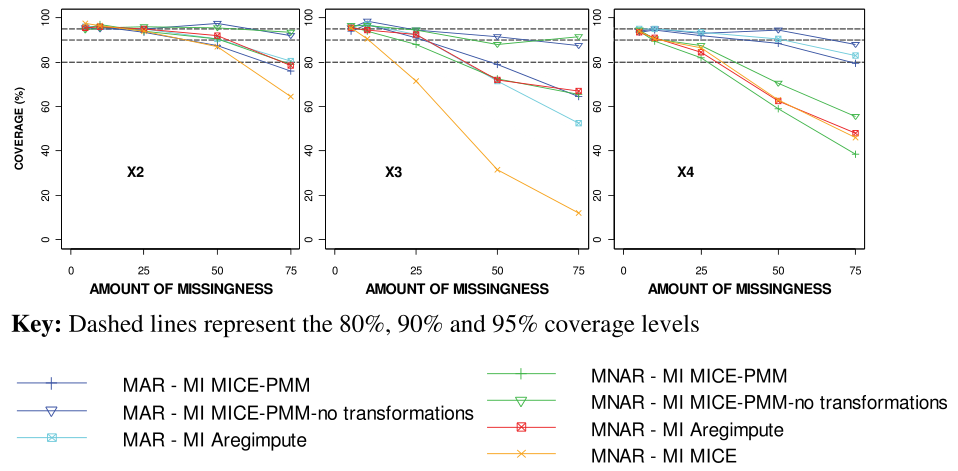 COVERAGE (%)
0 20 40 60 80 100
X2
0 25 50 75
AMOUNT OF MISSINGNESS
0 20 40 60 80 100
X3
0 25 50 75
AMOUNT OF MISSINGNESS
0 20 40 60 80 100
X4
0 25 50 75
AMOUNT OF MISSINGNESS
Key: Dashed lines represent the 80%, 90% and 95% coverage levels
MAR - MI MICE-PMM
MAR - MI MICE-PMM-no transformations
MAR - MI Aregimpute
MNAR - MI MICE-PMM
MNAR - MI MICE-PMM-no transformations
MNAR - MI Aregimpute
MNAR - MI MICE